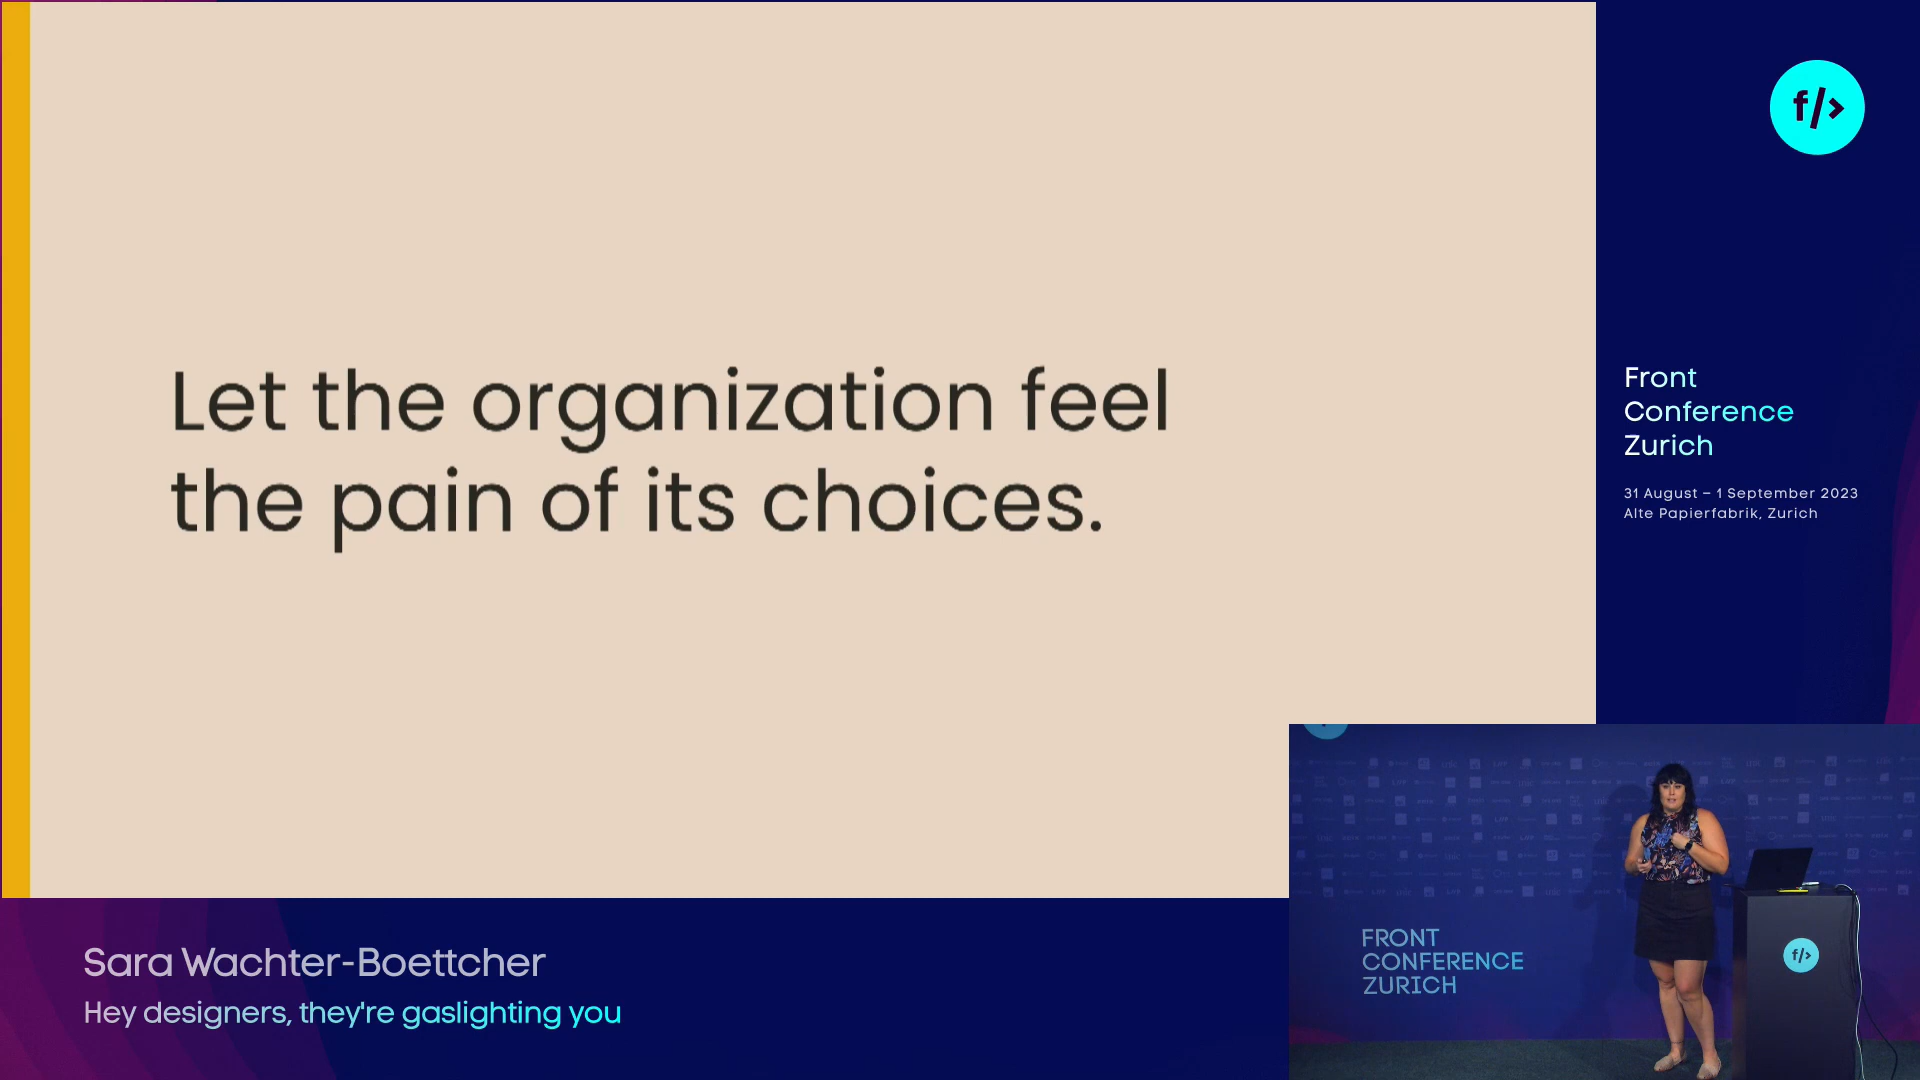 Let the organization feel
the pain of its choices.
f/>
Front
Conference
Zurich
31 August – 1 September 2023
Alte Papierfabrik, Zurich
FRONT
CONFERENCE
ZURICH
f/>
Sara Wachter-Boettcher
Hey designers, they're gaslighting you